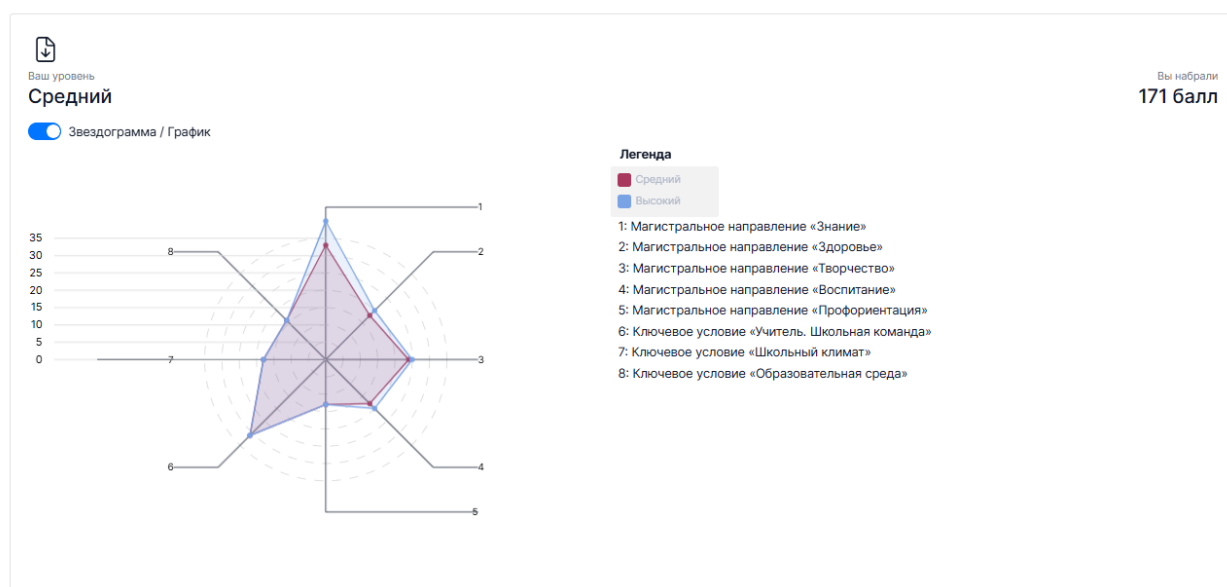 Ваш уровень
Средний
Вы набрали
171 балл
Звездограмма / График
Легенда
Средний
Высокий
1: Магистральное направление «Знание»
2: Магистральное направление «Здоровье»
3: Магистральное направление «Творчество»
4: Магистральное направление «Воспитание»
5: Магистральное направление «Профориентация»
6: Ключевое условие «Учитель. Школьная команда»
7: Ключевое условие «Школьный климат»
8: Ключевое условие «Образовательная среда»
35
30
25
20
15
10
5
0
1
2
3
4
5
6
7
8